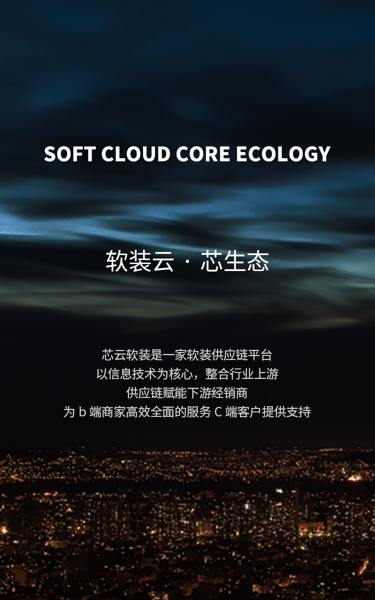 SOFT CLOUD CORE ECOLOGY
软装云 · 芯生态
芯云软装是一家软装供应链平台
以信息技术为核心，整合行业上游
供应链赋能下游经销商
为 b 端商家高效全面的服务 C 端客户提供支持